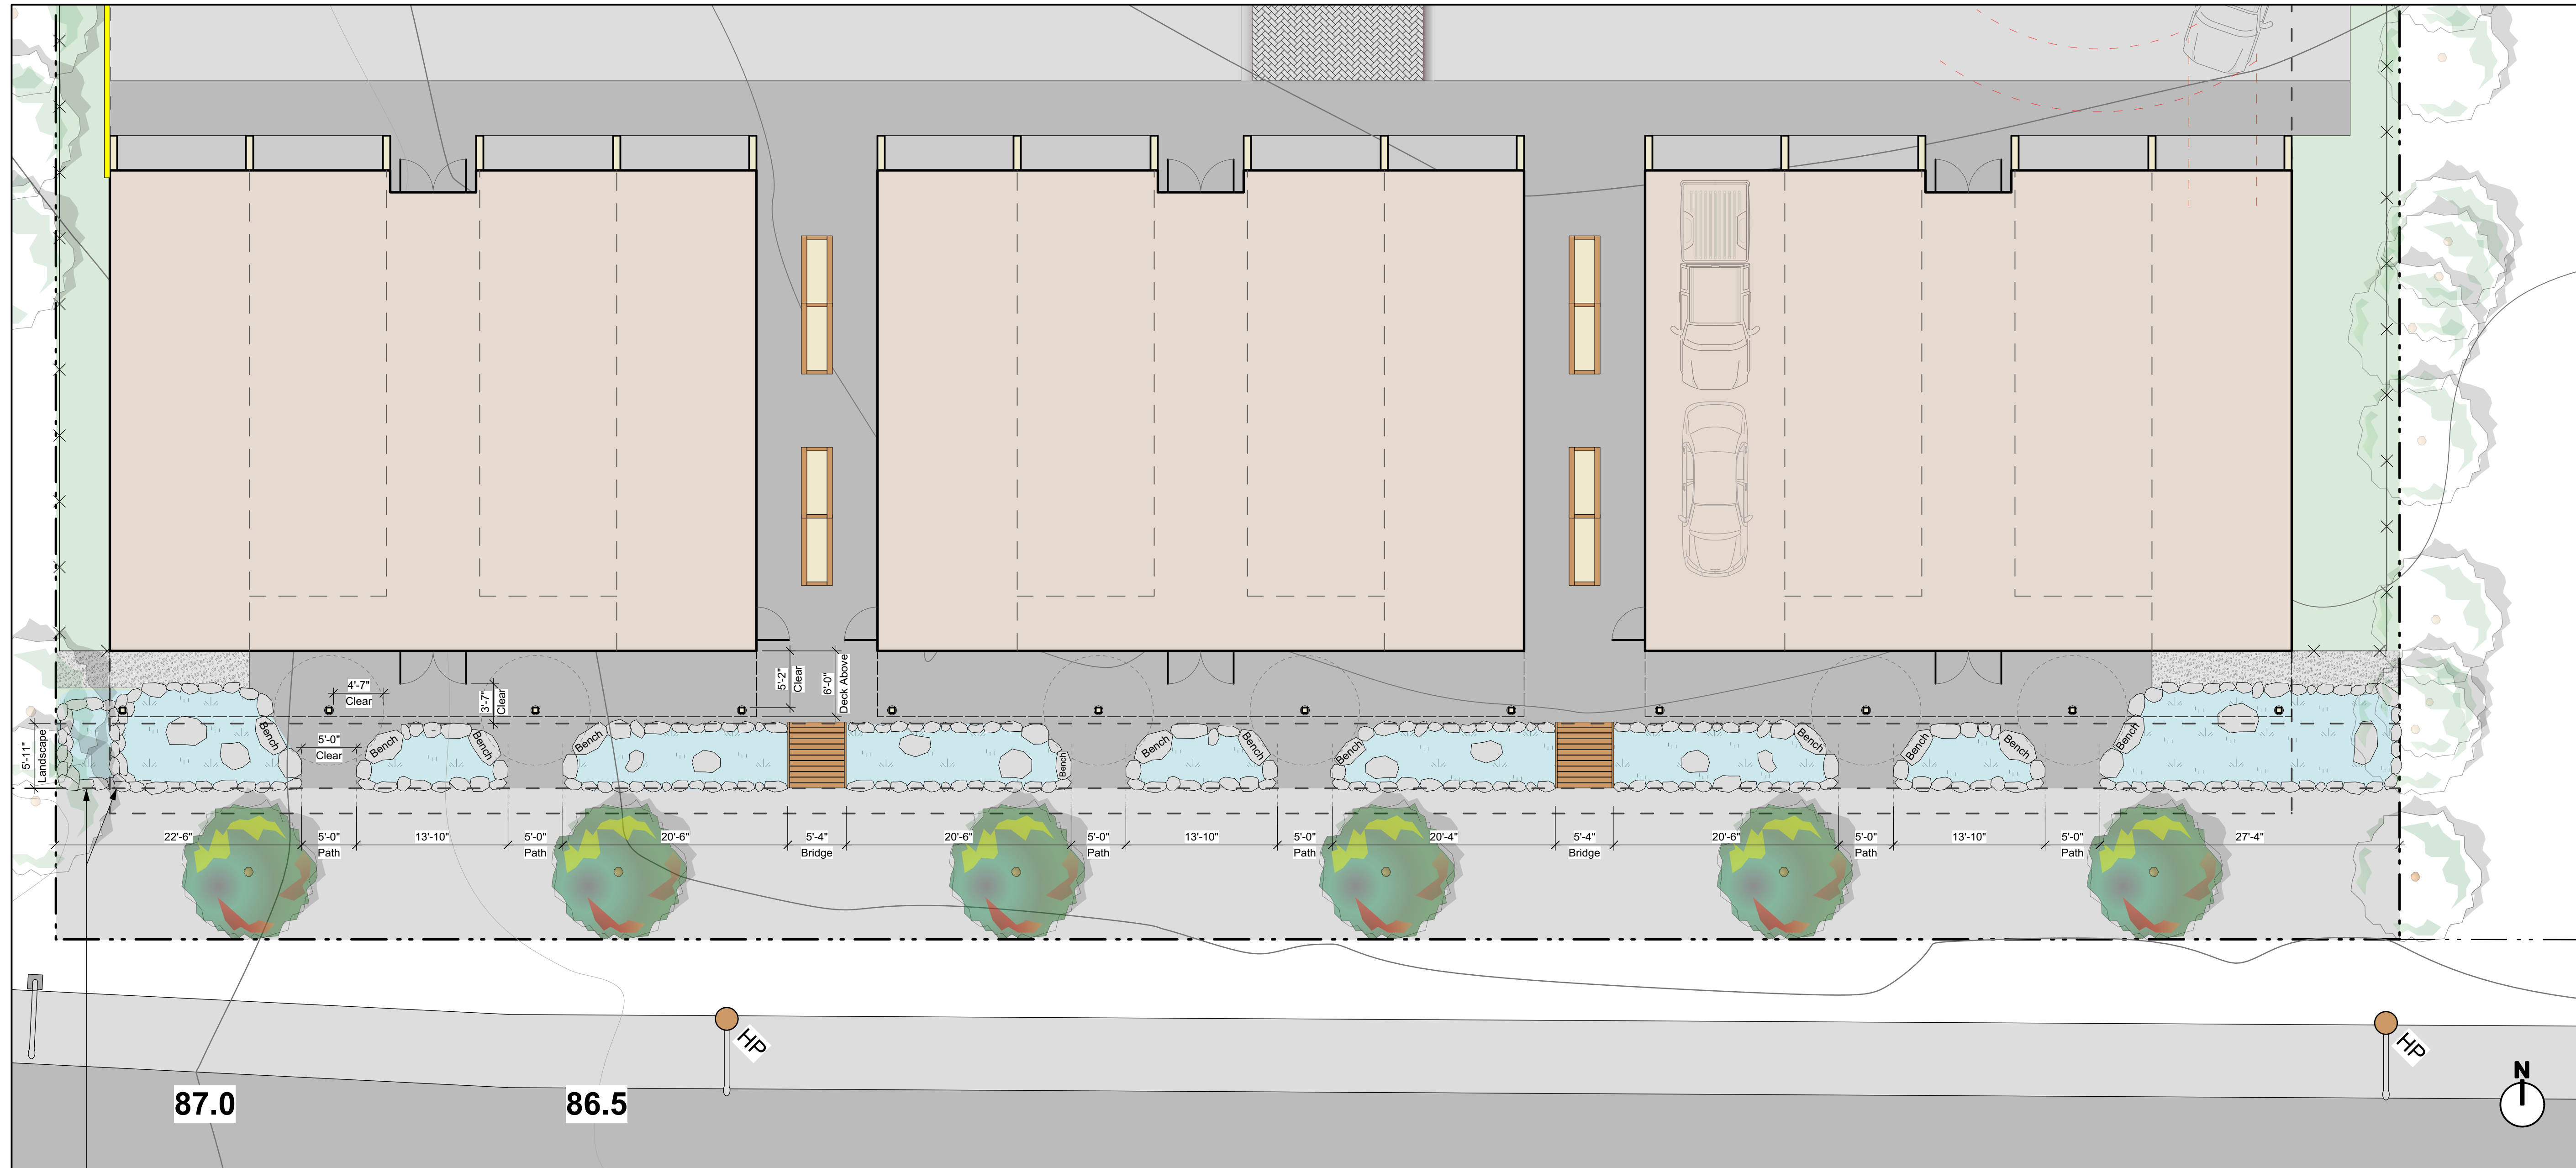 5'-2"
Clear
6'-0"
Deck Above
4'-7"
Clear
3'-7"
Clear
5'-11"
Landscape
5'-0"
Clear
Bench
Bench
Bench
Bench
Bench
Bench
Bench
Bench
Bench
Bench
Bench
Bench
22'-6"
5'-0"
Path
13'-10"
5'-0"
Path
20'-6"
5'-4"
Bridge
20'-6"
5'-0"
Path
13'-10"
5'-0"
Path
20'-4"
5'-4"
Bridge
20'-6"
5'-0"
Path
13'-10"
5'-0"
Path
27'-4"
HP
HP
87.0
86.5
N